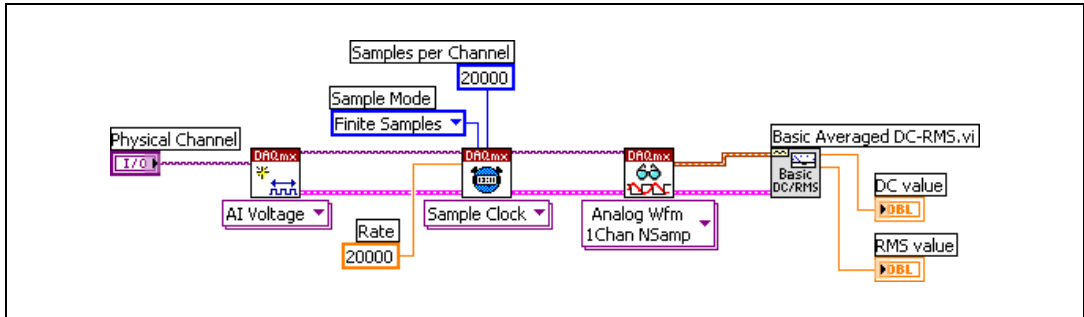 Samples per Channel
20000
Sample Mode
Finite Samples
Physical Channel
I/O
DAQmx
DAQmx
DAQmx
Basic Averaged DC-RMS.vi
Basic
DC/RMS
AI Voltage
Sample Clock
Analog Wfm
1Chan NSamp
Rate
20000
DC value
DBL
RMS value
DBL